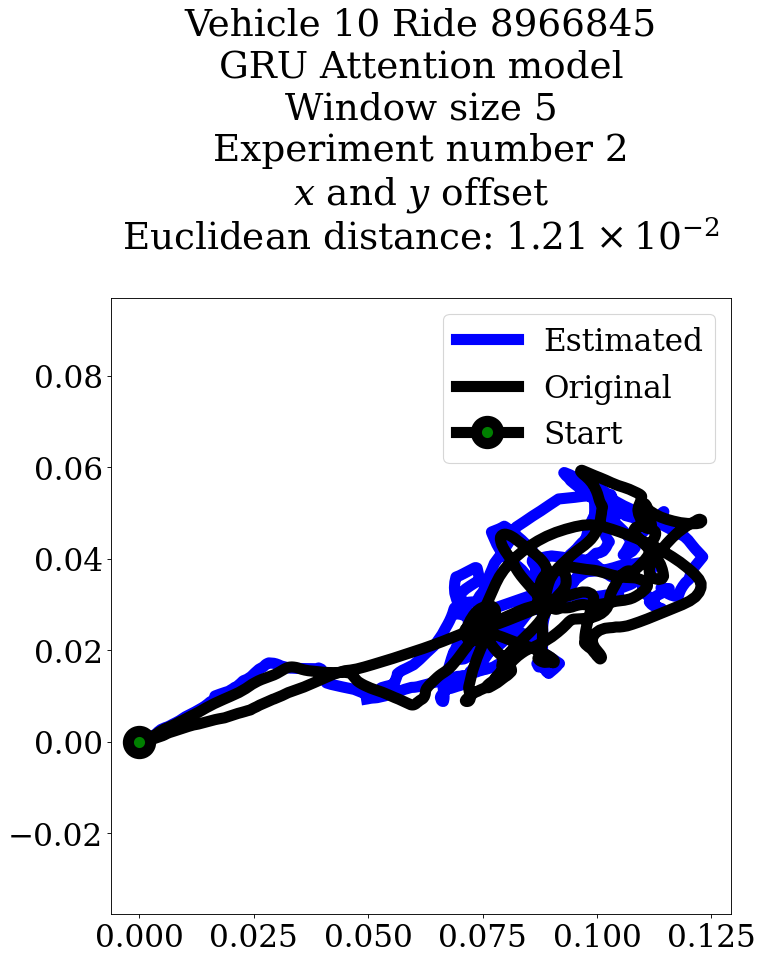 Vehicle 10 Ride 8966845
GRU Attention model
Window size 5
Experiment number 2
x and y offset
Euclidean distance: 1.21 × 10⁻²
Estimated
Original
Start
0.08
0.06
0.04
0.02
0.00
−0.02
0.000 0.025 0.050 0.075 0.100 0.125